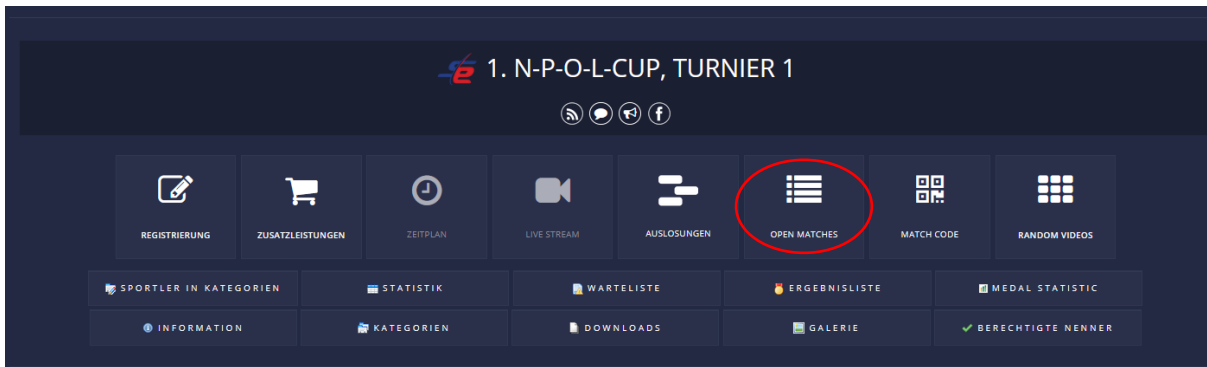 1. N-P-O-L-CUP, TURNIER 1
REGISTRIERUNG
ZUSATZLEISTUNGEN
ZEITPLAN
LIVE STREAM
AUSLOSUNGEN
OPEN MATCHES
MATCH CODE
RANDOM VIDEOS
SPORTLER IN KATEGORIEN
STATISTIK
WARTELISTE
ERGEBNISLISTE
MEDAL STATISTIC
INFORMATION
KATEGORIEN
DOWNLOADS
GALERIE
BERECHTIGTE NENNER